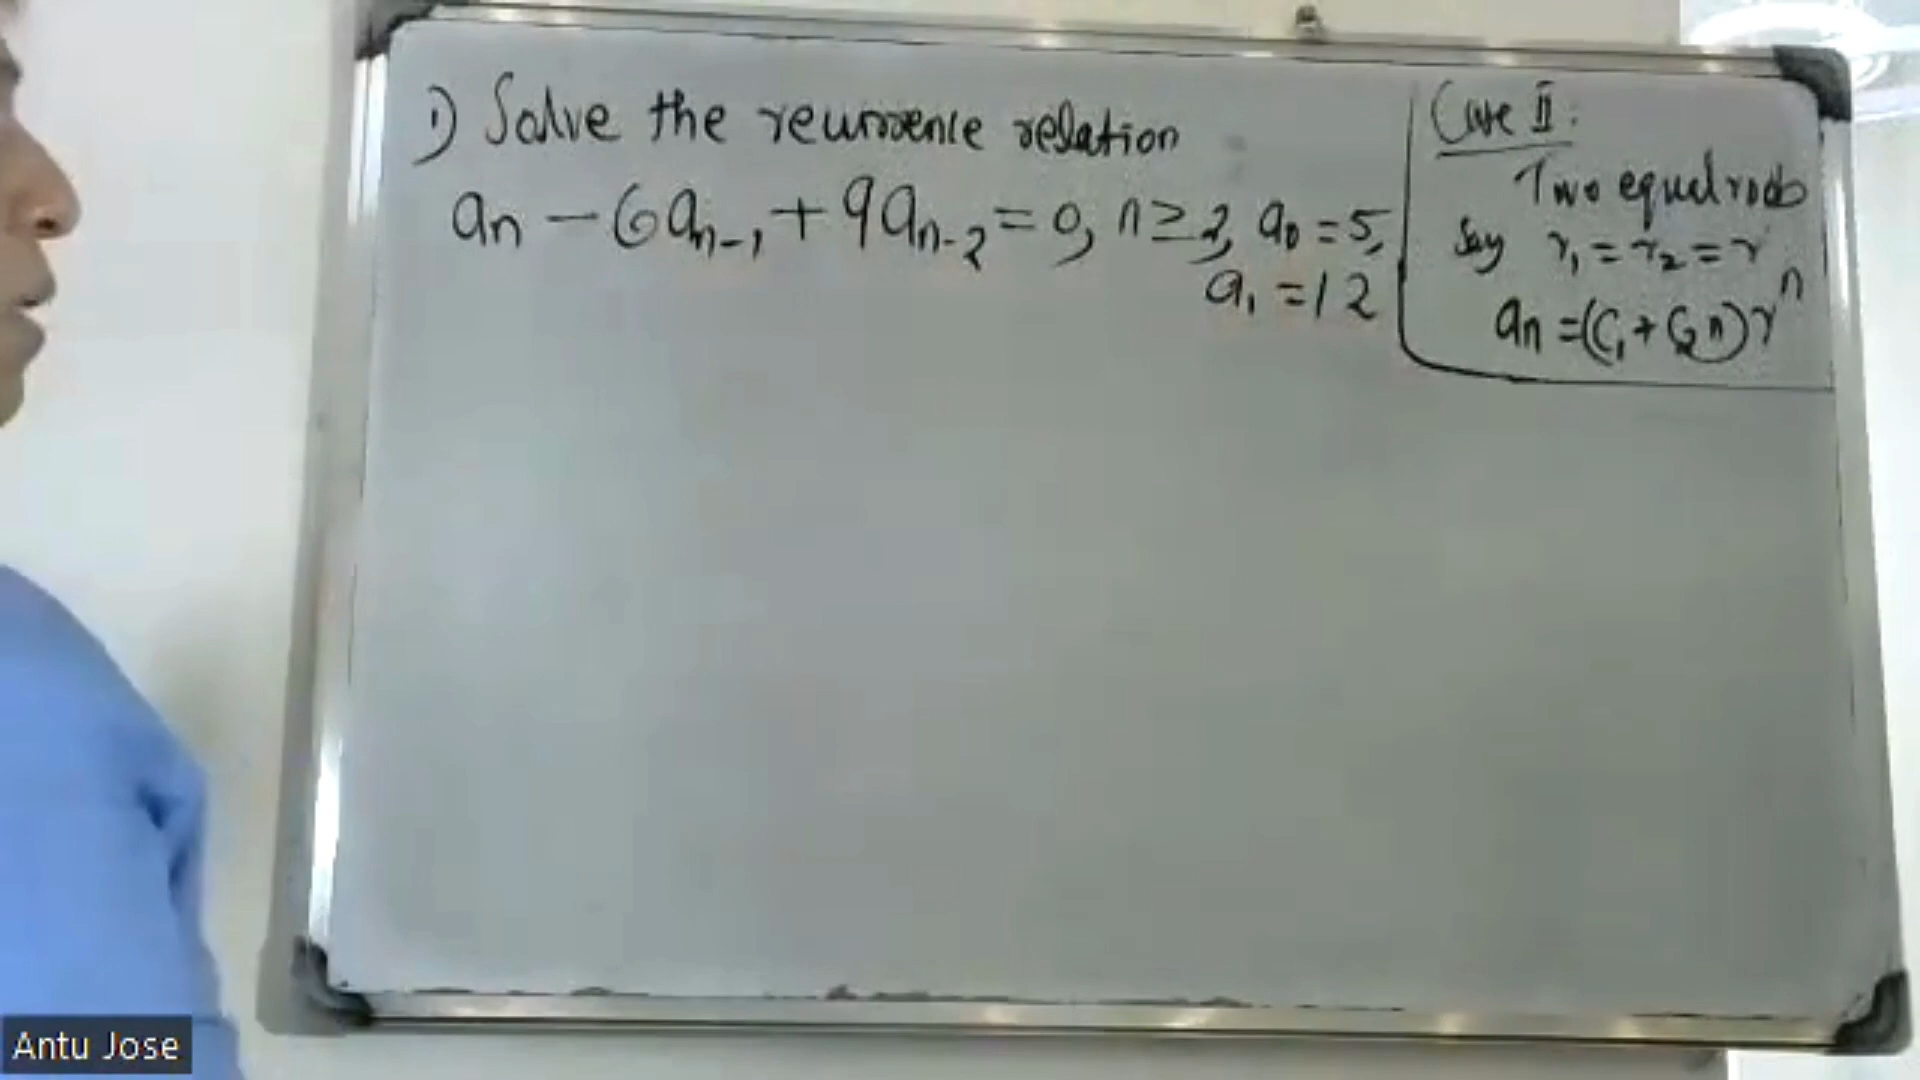 1) Solve the recurrence relation
an − 6an-1 + 9an-2 = 0, n ≥ 2, a0 = 5,
a1 = 12
Case II:
Two equal roots
Say r1 = r2 = r
an = (C1 + C2 n) r^n
Antu Jose